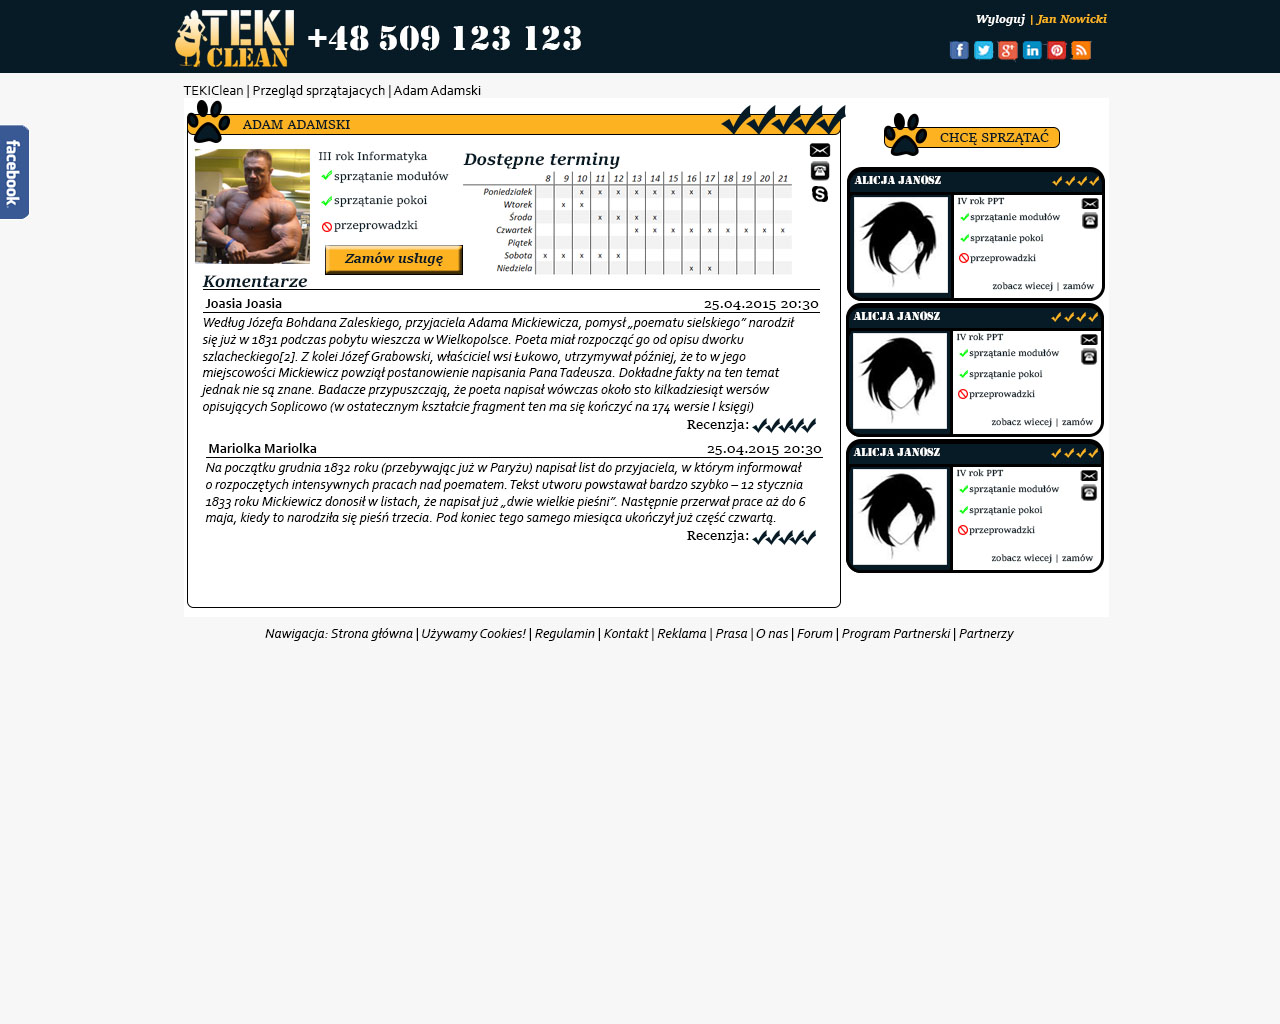 TEKI
CLEAN
+48 509 123 123
Wyloguj | Jan Nowicki
TEKIClean | Przegląd sprzątajacych | Adam Adamski
facebook
ADAM ADAMSKI
III rok Informatyka
sprzątanie modułów
sprzątanie pokoi
przeprowadzki
Zamów usługę
Dostępne terminy
8 9 10 11 12 13 14 15 16 17 18 19 20 21
Poniedziałek x x x x x x x x
Wtorek x x
Środa x x x x
Czwartek x x x x x x x x x
Piątek
Sobota x x x x x
Niedziela x x
Komentarze
Joasia Joasia 25.04.2015 20:30
Według Józefa Bohdana Zaleskiego, przyjaciela Adama Mickiewicza, pomysł „poematu sielskiego” narodził
się już w 1831 podczas pobytu wieszcza w Wielkopolsce. Poeta miał rozpocząć go od opisu dworku
szlacheckiego[2]. Z kolei Józef Grabowski, właściciel wsi Łukowo, utrzymywał później, że to w jego
miejscowości Mickiewicz powziął postanowienie napisania Pana Tadeusza. Dokładne fakty na ten temat
jednak nie są znane. Badacze przypuszczają, że poeta napisał wówczas około sto kilkadziesiąt wersów
opisujących Soplicowo (w ostatecznym kształcie fragment ten ma się kończyć na 174 wersie I księgi)
Recenzja:
Mariolka Mariolka 25.04.2015 20:30
Na początku grudnia 1832 roku (przebywając już w Paryżu) napisał list do przyjaciela, w którym informował
o rozpoczętych intensywnych pracach nad poematem. Tekst utworu powstawał bardzo szybko – 12 stycznia
1833 roku Mickiewicz donosił w listach, że napisał już „dwie wielkie pieśni”. Następnie przerwał prace aż do 6
maja, kiedy to narodziła się pieśń trzecia. Pod koniec tego samego miesiąca ukończył już część czwartą.
Recenzja:
CHCĘ SPRZĄTAĆ
ALICJA JANOSZ
IV rok PPT
sprzątanie modułów
sprzątanie pokoi
przeprowadzki
zobacz wiecej | zamów
ALICJA JANOSZ
IV rok PPT
sprzątanie modułów
sprzątanie pokoi
przeprowadzki
zobacz wiecej | zamów
ALICJA JANOSZ
IV rok PPT
sprzątanie modułów
sprzątanie pokoi
przeprowadzki
zobacz wiecej | zamów
Nawigacja: Strona główna | Używamy Cookies! | Regulamin | Kontakt | Reklama | Prasa | O nas | Forum | Program Partnerski | Partnerzy